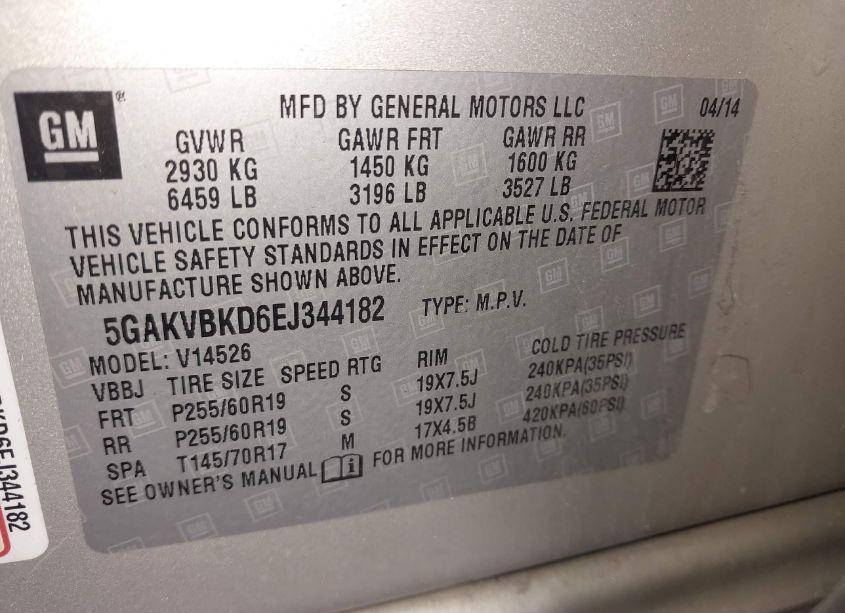 GM ®
MFD BY GENERAL MOTORS LLC 04/14
GVWR GAWR FRT GAWR RR
2930 KG 1450 KG 1600 KG
6459 LB 3196 LB 3527 LB
THIS VEHICLE CONFORMS TO ALL APPLICABLE U.S. FEDERAL MOTOR
VEHICLE SAFETY STANDARDS IN EFFECT ON THE DATE OF
MANUFACTURE SHOWN ABOVE.
5GAKVBKD6EJ344182 TYPE: M.P.V.
MODEL: V14526
VBBJ TIRE SIZE SPEED RTG RIM COLD TIRE PRESSURE
FRT P255/60R19 S 19X7.5J 240KPA(35PSI)
RR P255/60R19 S 19X7.5J 240KPA(35PSI)
SPA T145/70R17 M 17X4.5B 420KPA(60PSI)
SEE OWNER'S MANUAL FOR MORE INFORMATION.
KD6EJ344182